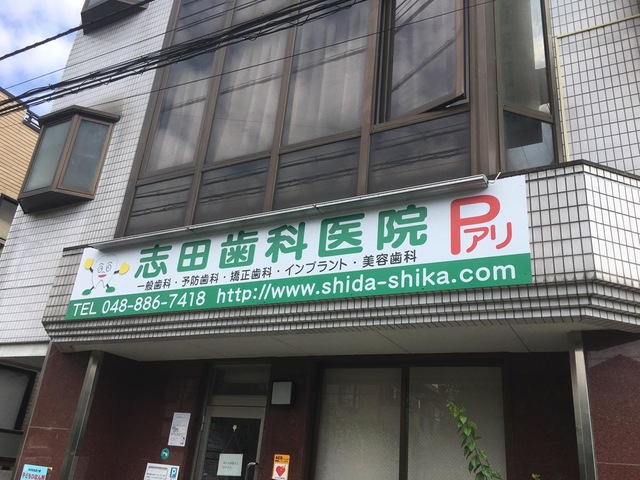 志田歯科医院
Pアリ
一般歯科・予防歯科・矯正歯科・インプラント・美容歯科
TEL 048-886-7418 http://www.shida-shika.com